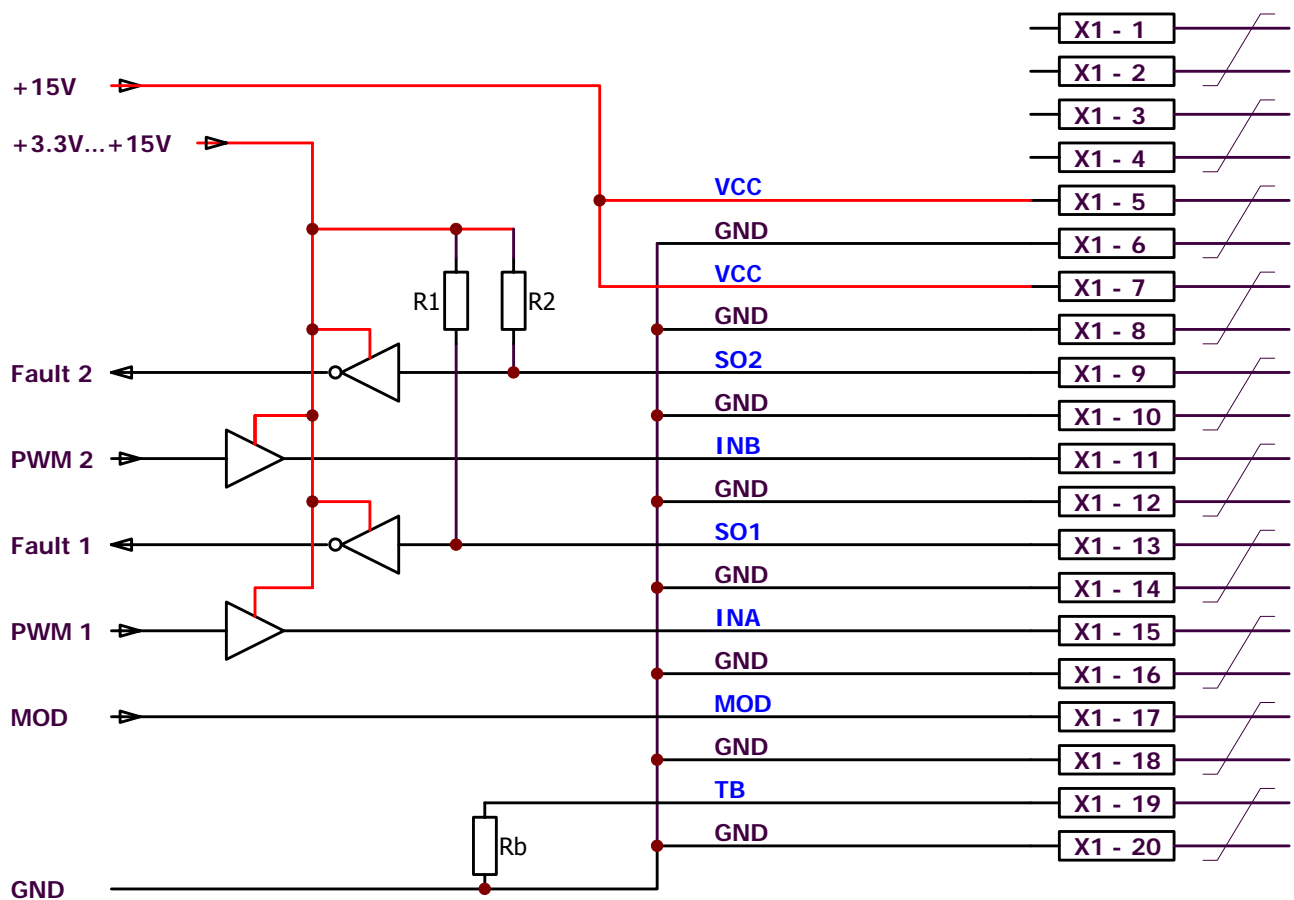 X1 - 1
X1 - 2
+15V
X1 - 3
+3.3V...+15V
X1 - 4
VCC X1 - 5
GND X1 - 6
VCC X1 - 7
R1 R2
GND X1 - 8
Fault 2 SO2 X1 - 9
GND X1 - 10
PWM 2 INB X1 - 11
GND X1 - 12
Fault 1 SO1 X1 - 13
GND X1 - 14
PWM 1 INA X1 - 15
GND X1 - 16
MOD MOD X1 - 17
GND X1 - 18
TB X1 - 19
Rb GND X1 - 20
GND